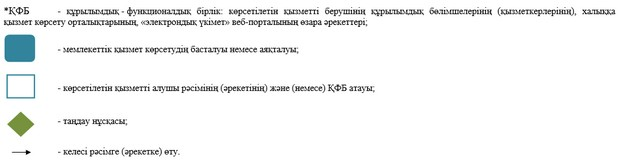 *ҚФБ - құрылымдық - функционалдық бірлік: көрсетілетін қызметті берушінің құрылымдық бөлімшелерінің (қызметкерлерінің), халыққа
қызмет көрсету орталықтарының, «электрондық үкімет» веб-порталының өзара әрекеттері;
- мемлекеттік қызмет көрсетудің басталуы немесе аяқталуы;
- көрсетілетін қызметті алушы рәсімінің (әрекетінің) және (немесе) ҚФБ атауы;
- таңдау нұсқасы;
- келесі рәсімге (әрекетке) өту.